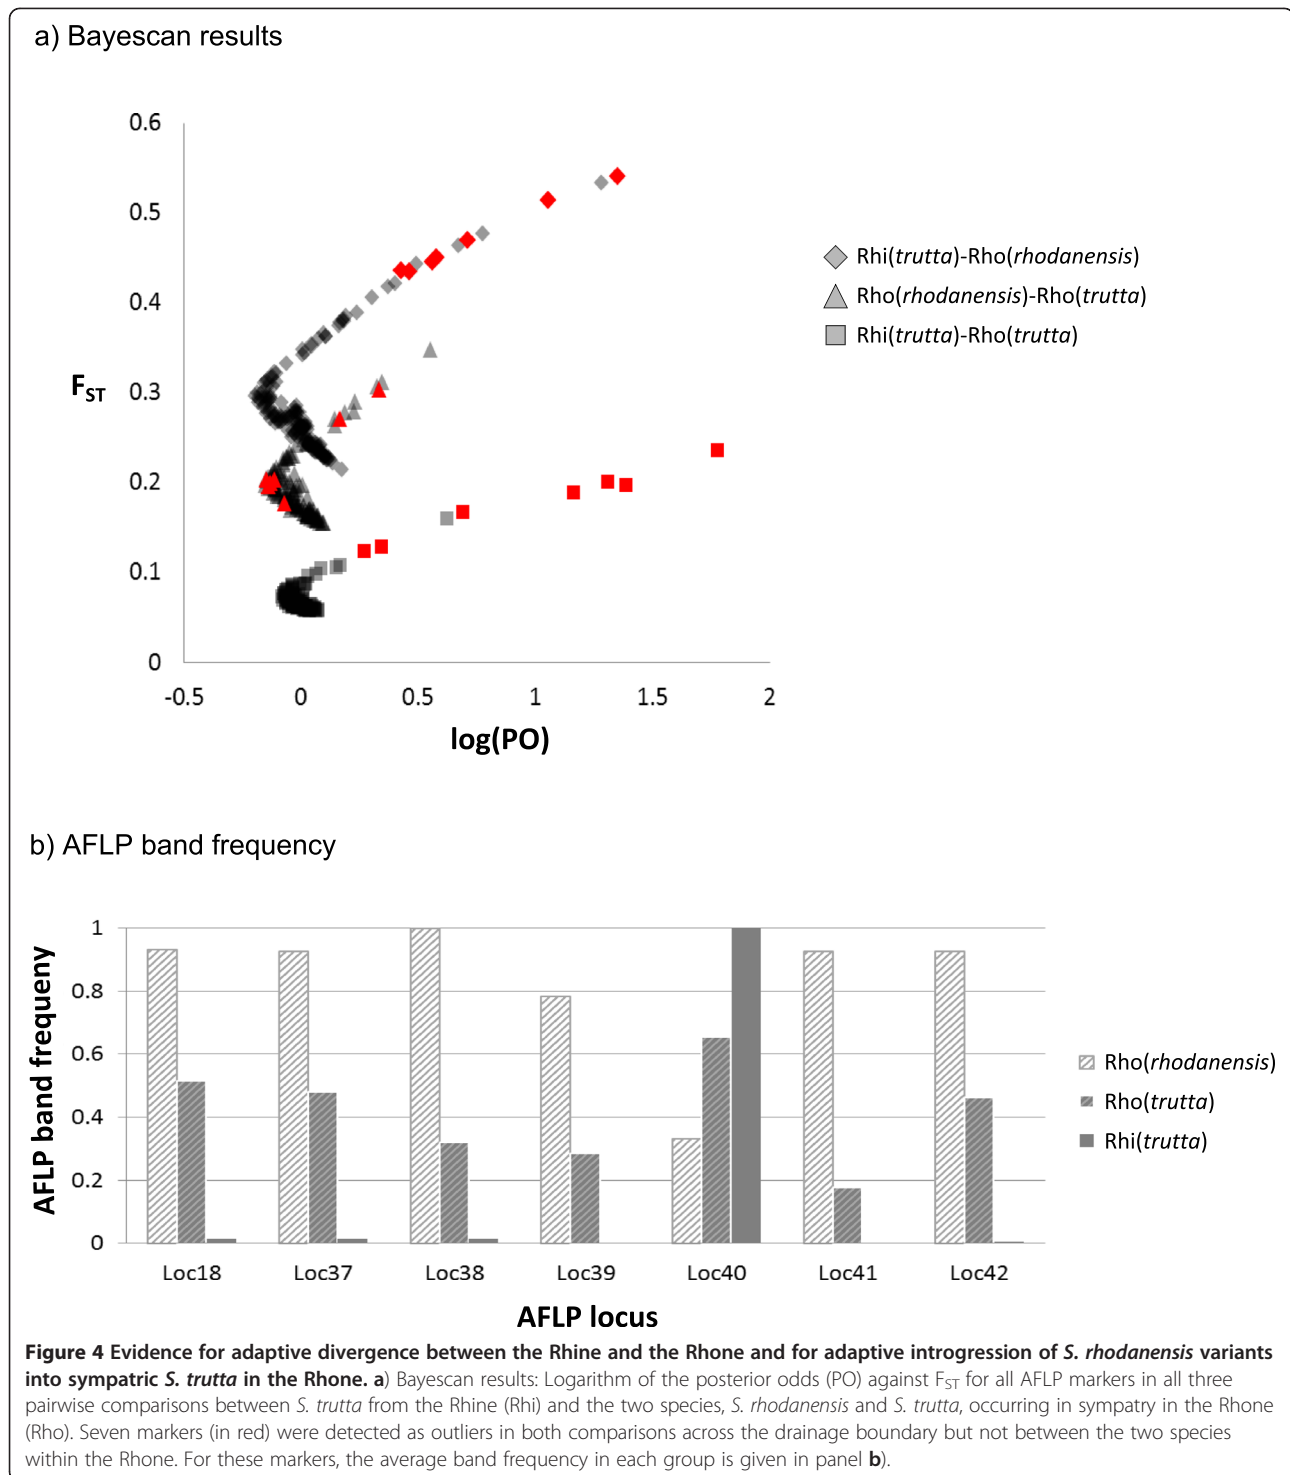 a) Bayescan results
0.6
0.5
0.4
0.3
0.2
0.1
0
F_ST
-0.5 0 0.5 1 1.5 2
log(PO)
Rhi(trutta)-Rho(rhodanensis)
Rho(rhodanensis)-Rho(trutta)
Rhi(trutta)-Rho(trutta)
b) AFLP band frequency
1
0.8
0.6
0.4
0.2
0
AFLP band frequeny
Loc18 Loc37 Loc38 Loc39 Loc40 Loc41 Loc42
AFLP locus
Rho(rhodanensis)
Rho(trutta)
Rhi(trutta)
Figure 4 Evidence for adaptive divergence between the Rhine and the Rhone and for adaptive introgression of S. rhodanensis variants
into sympatric S. trutta in the Rhone. a) Bayescan results: Logarithm of the posterior odds (PO) against F_ST for all AFLP markers in all three
pairwise comparisons between S. trutta from the Rhine (Rhi) and the two species, S. rhodanensis and S. trutta, occurring in sympatry in the Rhone
(Rho). Seven markers (in red) were detected as outliers in both comparisons across the drainage boundary but not between the two species
within the Rhone. For these markers, the average band frequency in each group is given in panel b).